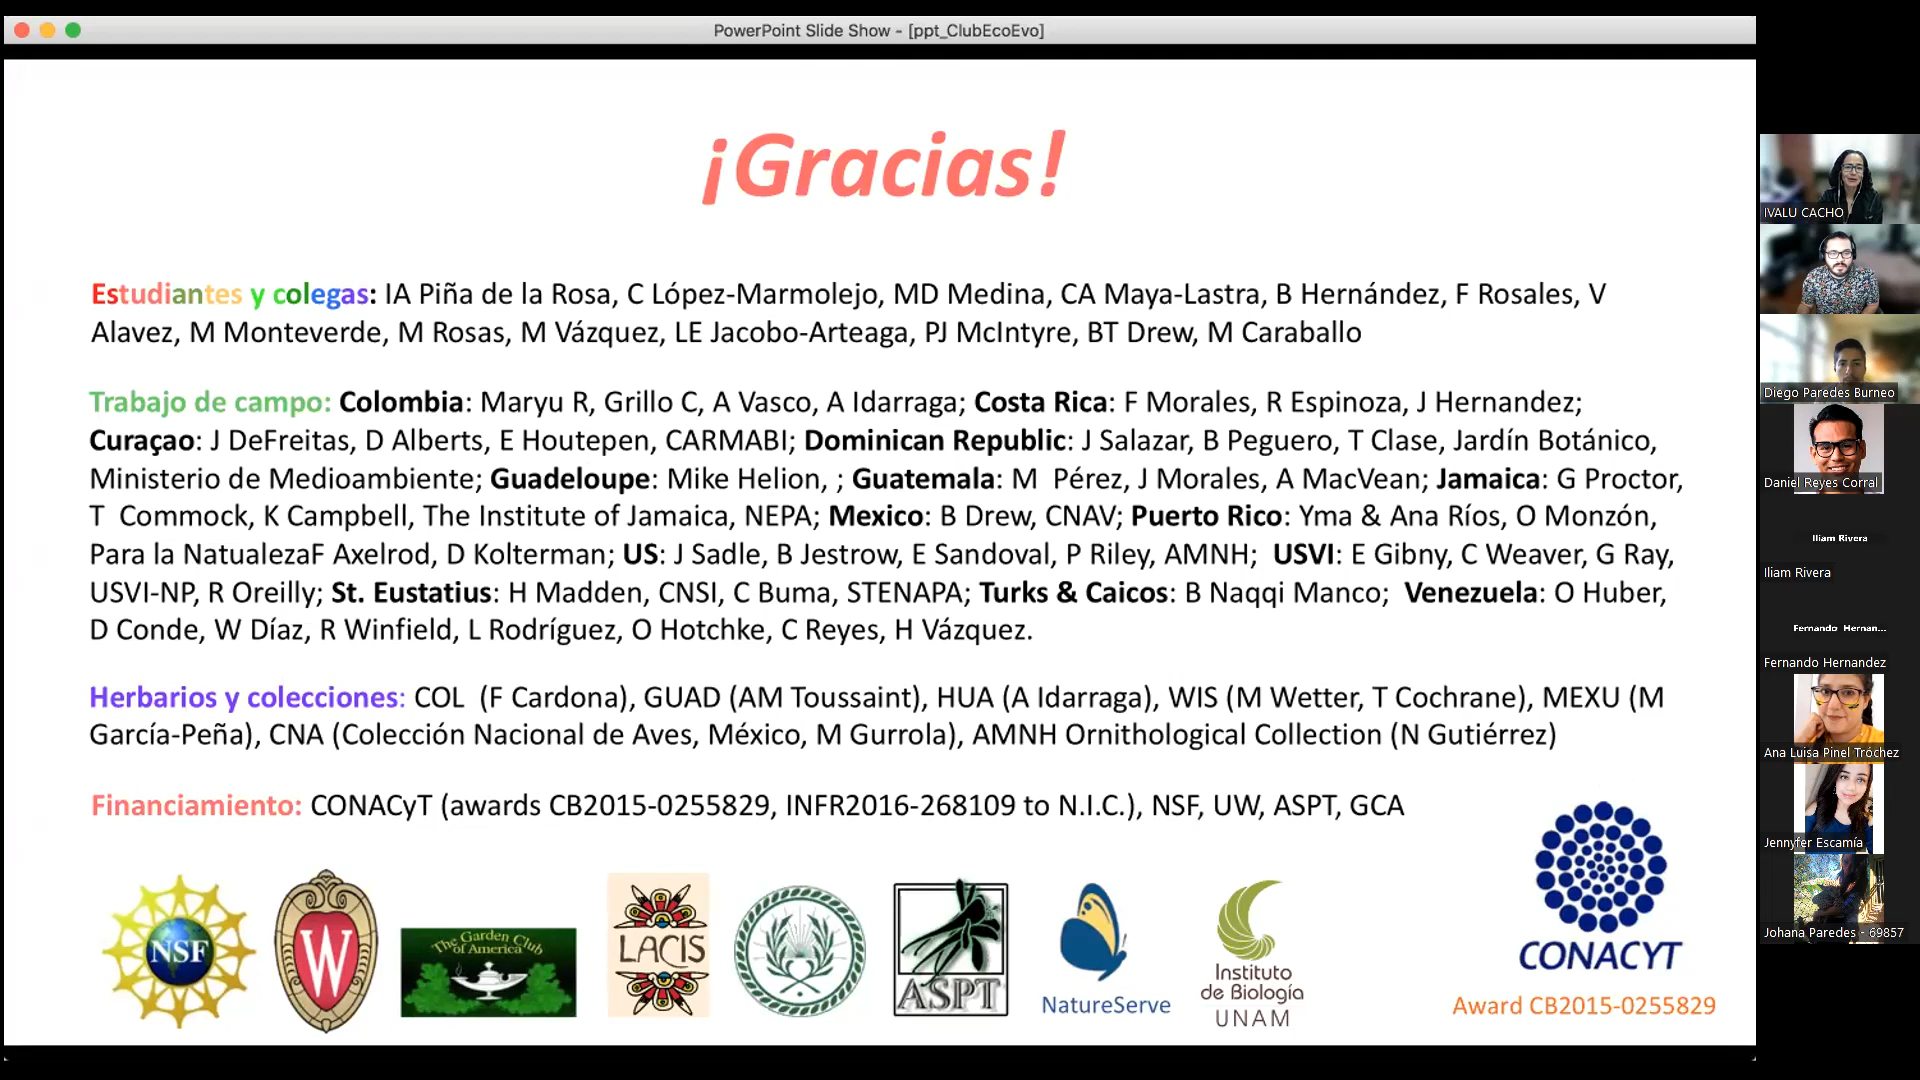 PowerPoint Slide Show - [ppt_ClubEcoEvo]
¡Gracias!
Estudiantes y colegas: IA Piña de la Rosa, C López-Marmolejo, MD Medina, CA Maya-Lastra, B Hernández, F Rosales, V
Alavez, M Monteverde, M Rosas, M Vázquez, LE Jacobo-Arteaga, PJ McIntyre, BT Drew, M Caraballo
Trabajo de campo: Colombia: Maryu R, Grillo C, A Vasco, A Idarraga; Costa Rica: F Morales, R Espinoza, J Hernandez;
Curaçao: J DeFreitas, D Alberts, E Houtepen, CARMABI; Dominican Republic: J Salazar, B Peguero, T Clase, Jardín Botánico,
Ministerio de Medioambiente; Guadeloupe: Mike Helion, ; Guatemala: M  Pérez, J Morales, A MacVean; Jamaica: G Proctor,
T  Commock, K Campbell, The Institute of Jamaica, NEPA; Mexico: B Drew, CNAV; Puerto Rico: Yma & Ana Ríos, O Monzón,
Para la NatualezaF Axelrod, D Kolterman; US: J Sadle, B Jestrow, E Sandoval, P Riley, AMNH;  USVI: E Gibny, C Weaver, G Ray,
USVI-NP, R Oreilly; St. Eustatius: H Madden, CNSI, C Buma, STENAPA; Turks & Caicos: B Naqqi Manco;  Venezuela: O Huber,
D Conde, W Díaz, R Winfield, L Rodríguez, O Hotchke, C Reyes, H Vázquez.
Herbarios y colecciones: COL  (F Cardona), GUAD (AM Toussaint), HUA (A Idarraga), WIS (M Wetter, T Cochrane), MEXU (M
García-Peña), CNA (Colección Nacional de Aves, México, M Gurrola), AMNH Ornithological Collection (N Gutiérrez)
Financiamiento: CONACyT (awards CB2015-0255829, INFR2016-268109 to N.I.C.), NSF, UW, ASPT, GCA
NSF
W
The Garden Club
of America
LACIS
ASPT
NatureServe
Instituto
de Biología
UNAM
CONACYT
Award CB2015-0255829
IVALU CACHO
Diego Paredes Burneo
Daniel Reyes Corral
Iliam Rivera
Iliam Rivera
Fernando Hernan...
Fernando Hernandez
Ana Luisa Pinel Tróchez
Jennyfer Escamía
Johana Paredes - 69857